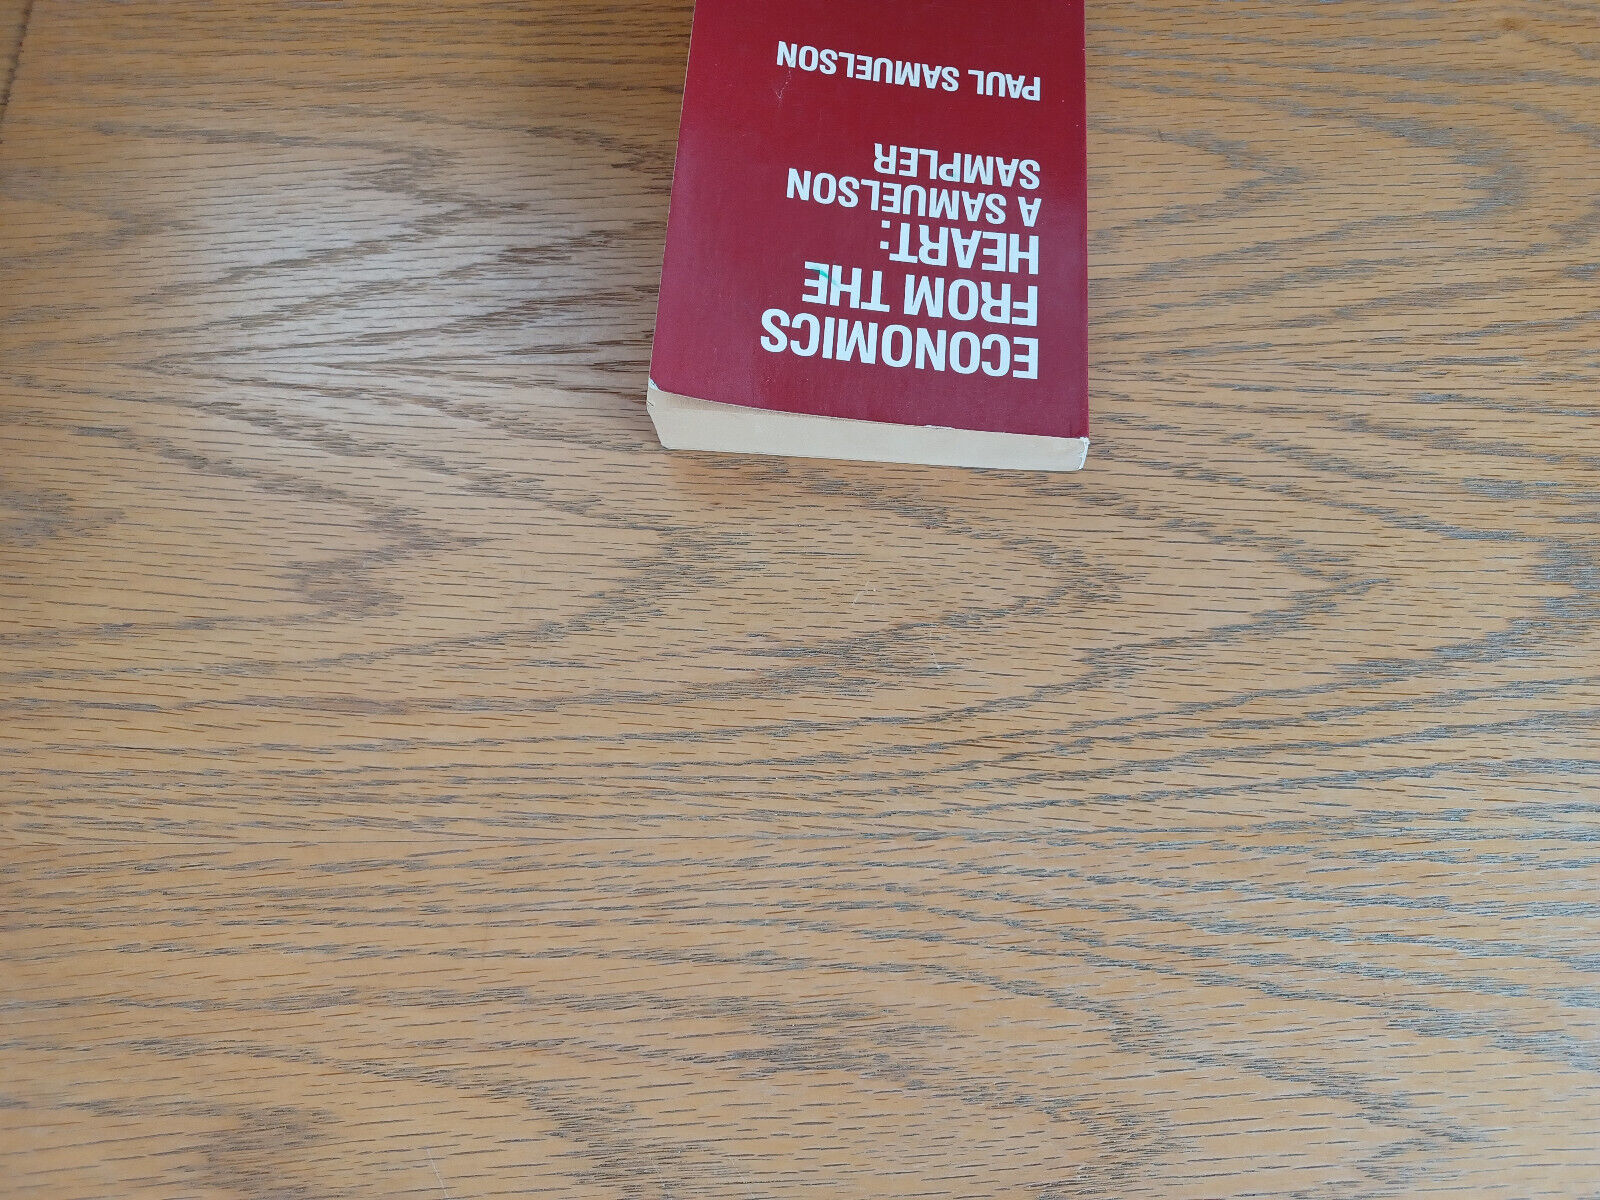 ECONOMICS
FROM THE
HEART:
A SAMUELSON
SAMPLER
PAUL SAMUELSON